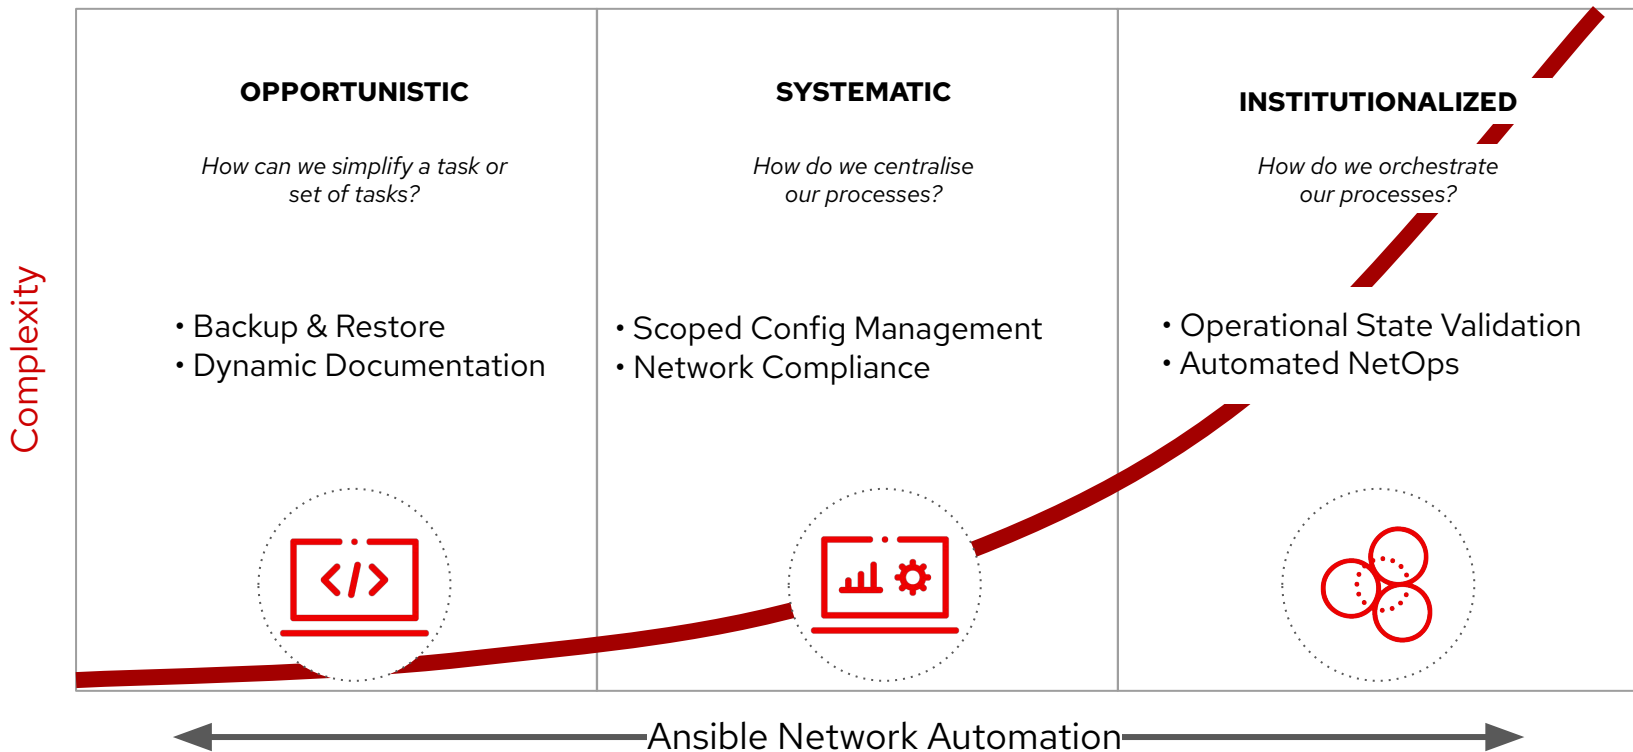 OPPORTUNISTIC
How can we simplify a task or
set of tasks?
• Backup & Restore
• Dynamic Documentation
SYSTEMATIC
How do we centralise
our processes?
• Scoped Config Management
• Network Compliance
INSTITUTIONALIZED
How do we orchestrate
our processes?
• Operational State Validation
• Automated NetOps
Complexity
</>
Ansible Network Automation